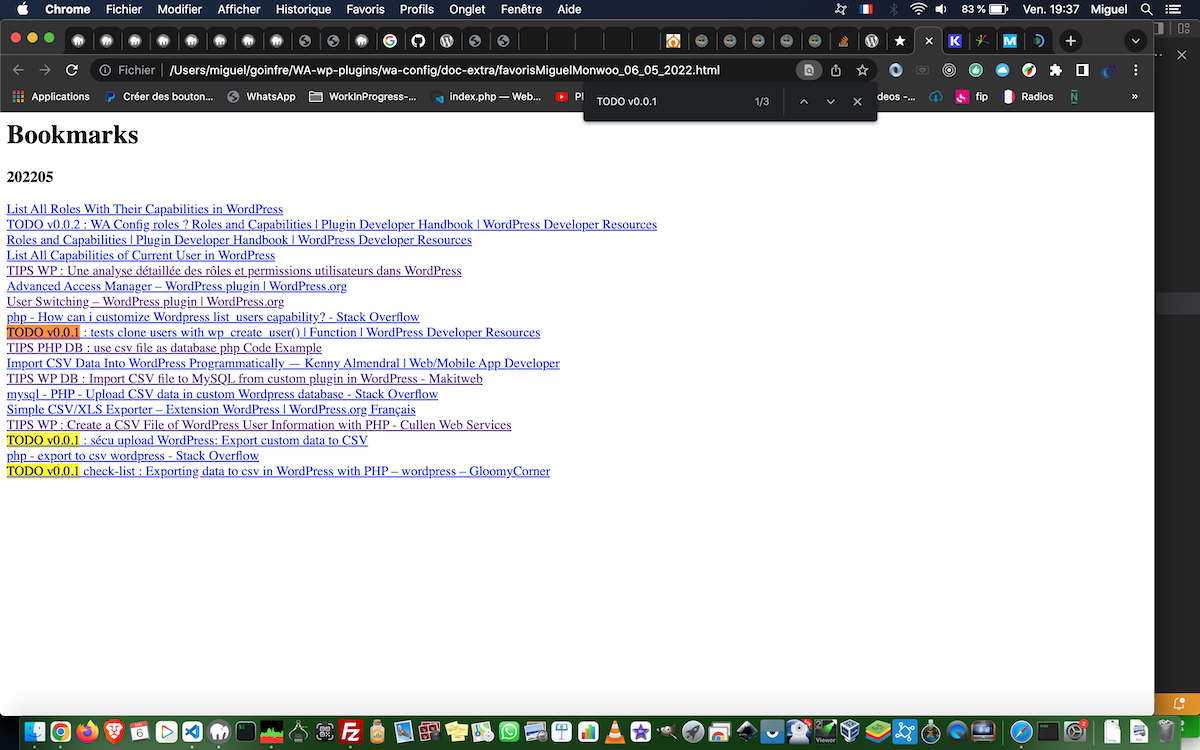 Chrome Fichier Modifier Afficher Historique Favoris Profils Onglet Fenêtre Aide 83 % Ven. 19:37 Miguel
Fichier /Users/miguel/goinfre/WA-wp-plugins/wa-config/doc-extra/favorisMiguelMonwoo_06_05_2022.html
Applications Créer des bouton... WhatsApp WorkInProgress-... index.php — Web... deos -... fip Radios »
TODO v0.0.1 1/3
Bookmarks
202205
List All Roles With Their Capabilities in WordPress
TODO v0.0.2 : WA Config roles ? Roles and Capabilities | Plugin Developer Handbook | WordPress Developer Resources
Roles and Capabilities | Plugin Developer Handbook | WordPress Developer Resources
List All Capabilities of Current User in WordPress
TIPS WP : Une analyse détaillée des rôles et permissions utilisateurs dans WordPress
Advanced Access Manager – WordPress plugin | WordPress.org
User Switching – WordPress plugin | WordPress.org
php - How can i customize Wordpress list_users capability? - Stack Overflow
TODO v0.0.1 : tests clone users with wp_create_user() | Function | WordPress Developer Resources
TIPS PHP DB : use csv file as database php Code Example
Import CSV Data Into WordPress Programmatically — Kenny Almendral | Web/Mobile App Developer
TIPS WP DB : Import CSV file to MySQL from custom plugin in WordPress - Makitweb
mysql - PHP - Upload CSV data in custom Wordpress database - Stack Overflow
Simple CSV/XLS Exporter – Extension WordPress | WordPress.org Français
TIPS WP : Create a CSV File of WordPress User Information with PHP - Cullen Web Services
TODO v0.0.1 : sécu upload WordPress: Export custom data to CSV
php - export to csv wordpress - Stack Overflow
TODO v0.0.1 check-list : Exporting data to csv in WordPress with PHP – wordpress – GloomyCorner